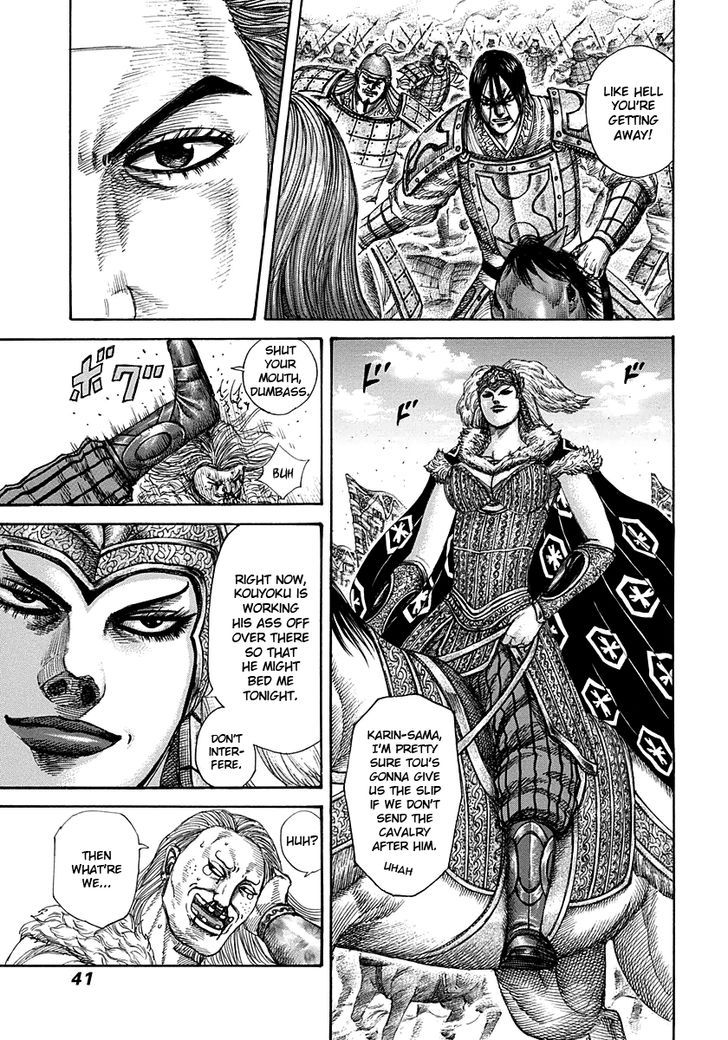 LIKE HELL
YOU'RE
GETTING
AWAY!
ド
ド
KARIN-SAMA,
I'M PRETTY
SURE TOU'S
GONNA GIVE
US THE SLIP
IF WE DON'T
SEND THE
CAVALRY
AFTER HIM.
UHAH
SHUT
YOUR
MOUTH,
DUMBASS.
ボグ
BUH
RIGHT NOW,
KOUYOKU IS
WORKING
HIS ASS OFF
OVER THERE
SO THAT
HE MIGHT
BED ME
TONIGHT.
DON'T
INTER-
FERE.
HUH?
THEN
WHAT'RE
WE...
41